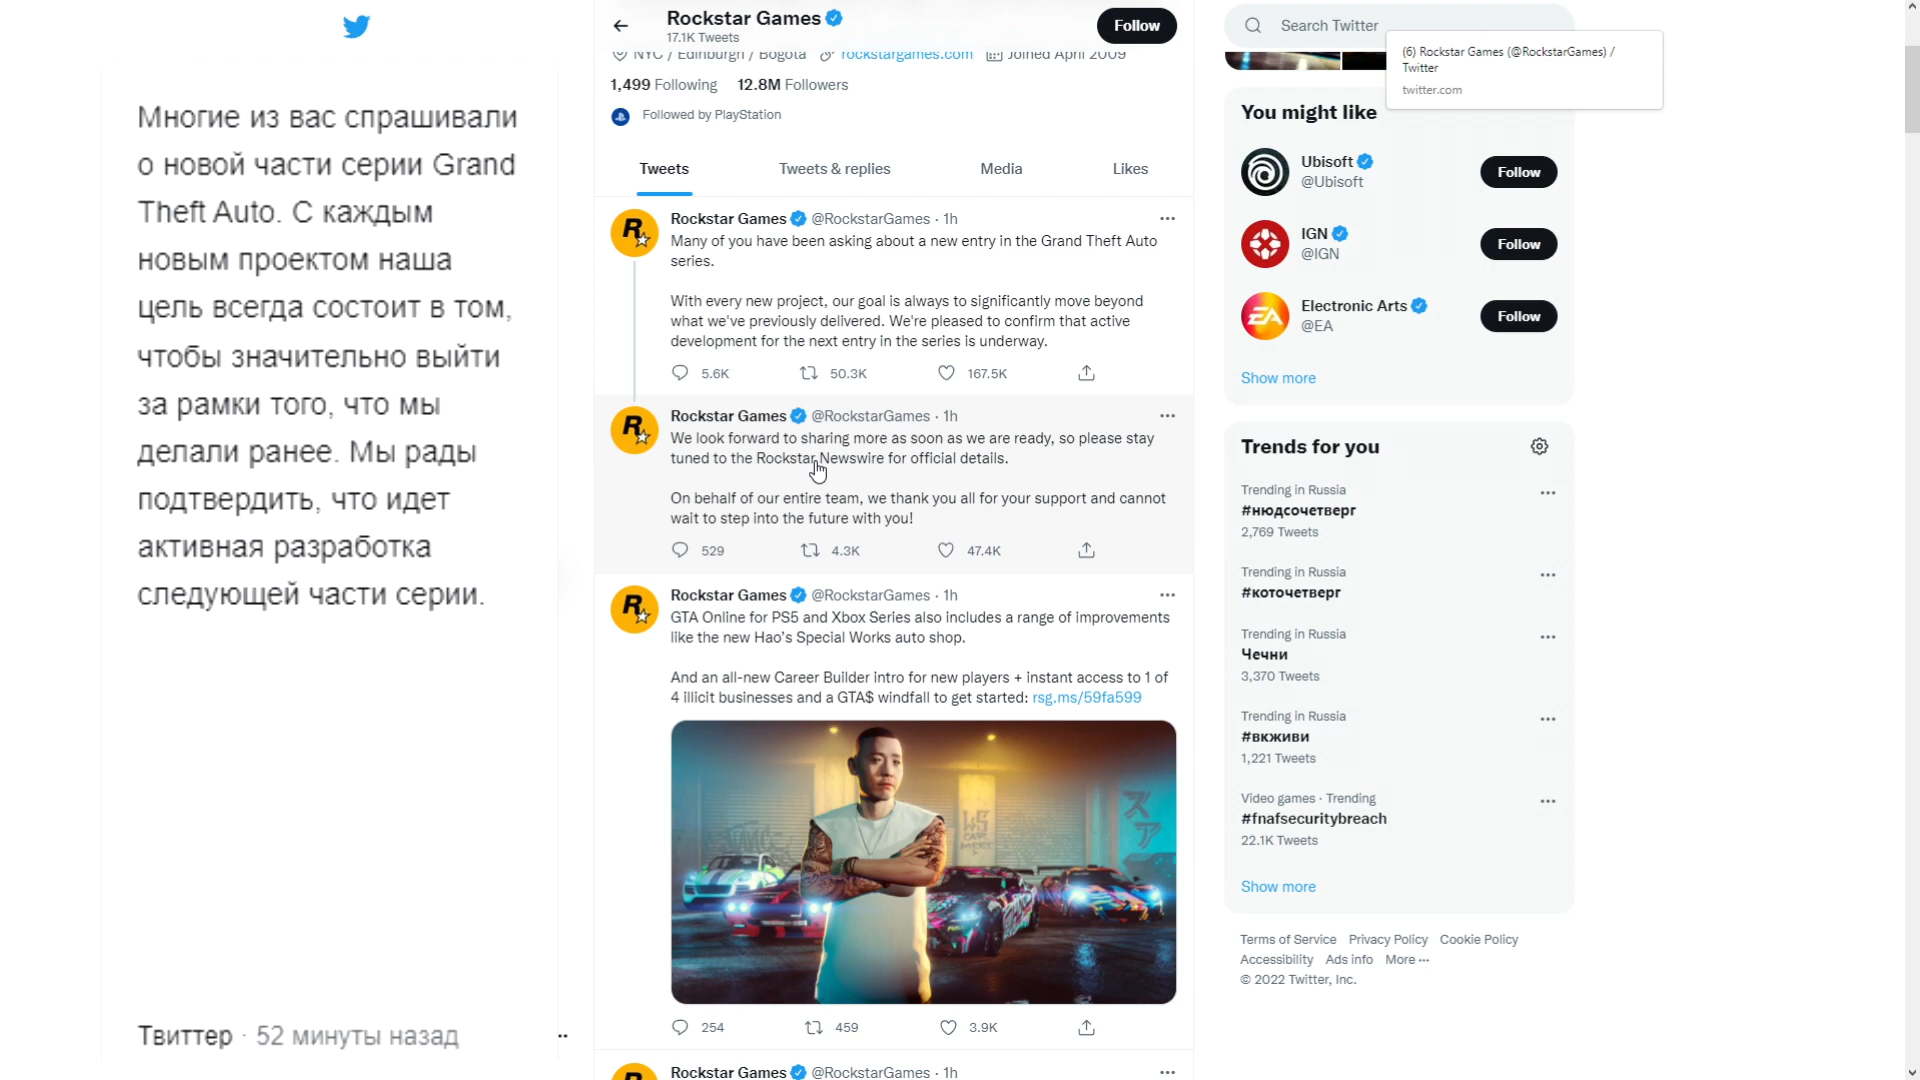 Многие из вас спрашивали
о новой части серии Grand
Theft Auto. С каждым
новым проектом наша
цель всегда состоит в том,
чтобы значительно выйти
за рамки того, что мы
делали ранее. Мы рады
подтвердить, что идет
активная разработка
следующей части серии.
Твиттер · 52 минуты назад
Rockstar Games
17.1K Tweets
Follow
NYC / Edinburgh / Bogota rockstargames.com Joined April 2009
1,499 Following 12.8M Followers
Followed by PlayStation
Tweets Tweets & replies Media Likes
Rockstar Games @RockstarGames · 1h
Many of you have been asking about a new entry in the Grand Theft Auto
series.
With every new project, our goal is always to significantly move beyond
what we've previously delivered. We're pleased to confirm that active
development for the next entry in the series is underway.
5.6K 50.3K 167.5K
Rockstar Games @RockstarGames · 1h
We look forward to sharing more as soon as we are ready, so please stay
tuned to the Rockstar Newswire for official details.
On behalf of our entire team, we thank you all for your support and cannot
wait to step into the future with you!
529 4.3K 47.4K
Rockstar Games @RockstarGames · 1h
GTA Online for PS5 and Xbox Series also includes a range of improvements
like the new Hao's Special Works auto shop.
And an all-new Career Builder intro for new players + instant access to 1 of
4 illicit businesses and a GTA$ windfall to get started: rsg.ms/59fa599
254 459 3.9K
Rockstar Games @RockstarGames · 1h
Search Twitter
(6) Rockstar Games (@RockstarGames) /
Twitter
twitter.com
You might like
Ubisoft
@Ubisoft
Follow
IGN
@IGN
Follow
Electronic Arts
@EA
Follow
Show more
Trends for you
Trending in Russia
#нюдсочетверг
2,769 Tweets
Trending in Russia
#коточетверг
Trending in Russia
Чечни
3,370 Tweets
Trending in Russia
#вкживи
1,221 Tweets
Video games · Trending
#fnafsecuritybreach
22.1K Tweets
Show more
Terms of Service Privacy Policy Cookie Policy
Accessibility Ads info More ···
© 2022 Twitter, Inc.